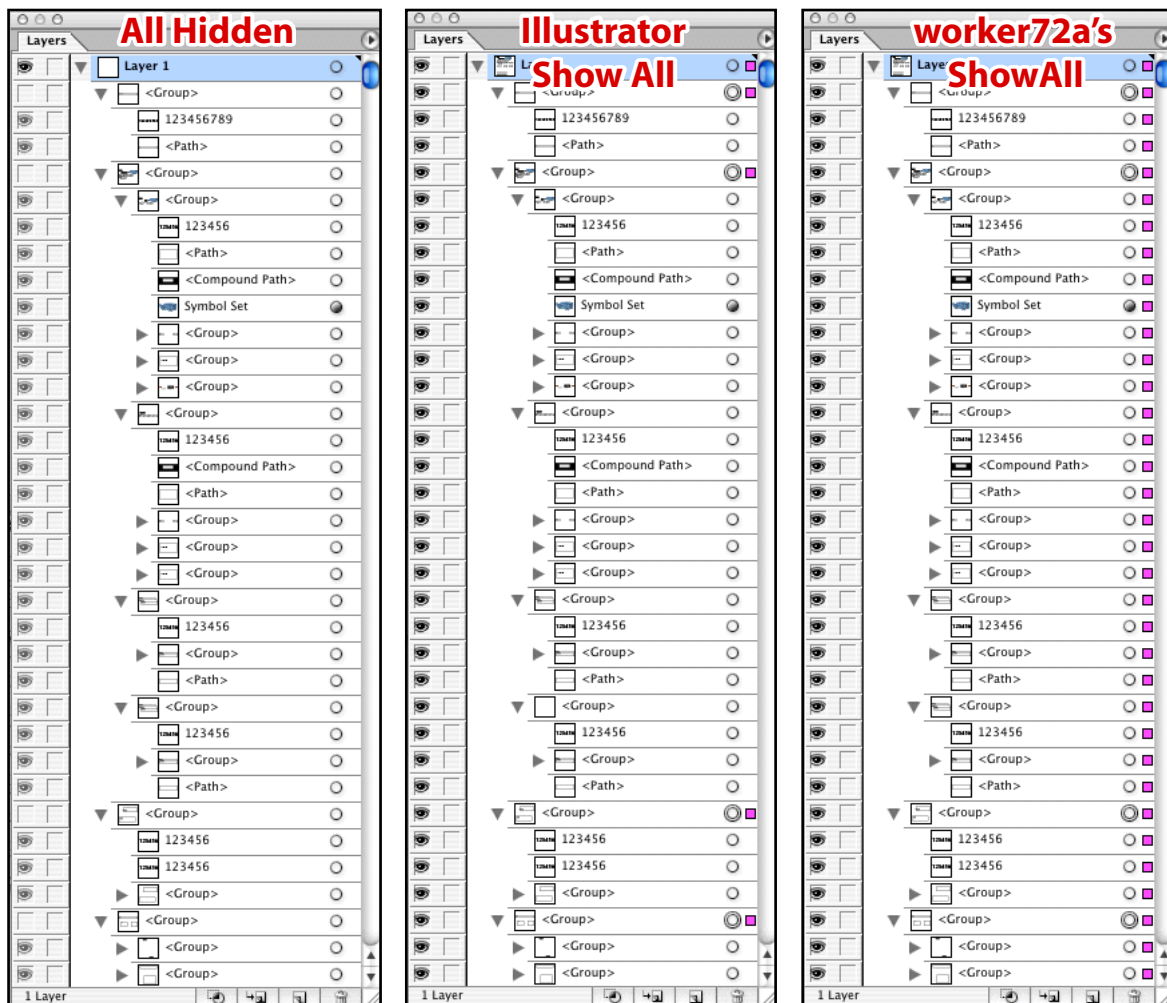 All Hidden
Layers
Layer 1
<Group>
123456789
<Path>
<Group>
<Group>
123456
<Path>
<Compound Path>
Symbol Set
<Group>
<Group>
<Group>
<Group>
123456
<Compound Path>
<Path>
<Group>
<Group>
<Group>
<Group>
123456
<Group>
<Path>
<Group>
123456
<Group>
<Path>
<Group>
123456
123456
<Group>
<Group>
<Group>
<Group>
1 Layer
Illustrator
Show All
Layers
<Group>
123456789
<Path>
<Group>
<Group>
123456
<Path>
<Compound Path>
Symbol Set
<Group>
<Group>
<Group>
<Group>
123456
<Compound Path>
<Path>
<Group>
<Group>
<Group>
<Group>
123456
<Group>
<Path>
<Group>
123456
<Group>
<Path>
<Group>
123456
123456
<Group>
<Group>
<Group>
<Group>
1 Layer
worker72a's
ShowAll
Layers
<Group>
123456789
<Path>
<Group>
<Group>
123456
<Path>
<Compound Path>
Symbol Set
<Group>
<Group>
<Group>
<Group>
123456
<Compound Path>
<Path>
<Group>
<Group>
<Group>
<Group>
123456
<Group>
<Path>
<Group>
123456
<Group>
<Path>
<Group>
123456
123456
<Group>
<Group>
<Group>
<Group>
1 Layer